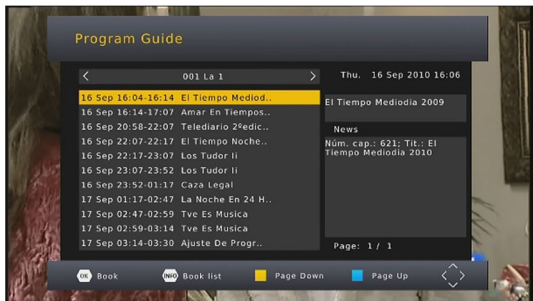 Program Guide
001 La 1
Thu. 16 Sep 2010 16:06
16 Sep 16:04-16:14 El Tiempo Mediod..
16 Sep 16:14-17:07 Amar En Tiempos..
16 Sep 20:58-22:07 Telediario 2ªedic..
16 Sep 22:07-22:17 El Tiempo Noche..
16 Sep 22:17-23:07 Los Tudor Ii
16 Sep 23:07-23:52 Los Tudor Ii
16 Sep 23:52-01:17 Caza Legal
17 Sep 01:17-02:47 La Noche En 24 H..
17 Sep 02:47-02:59 Tve Es Musica
17 Sep 02:59-03:14 Tve Es Musica
17 Sep 03:14-03:30 Ajuste De Progr..
El Tiempo Mediodia 2009
News
Núm. cap.: 621; Tit.: El
Tiempo Mediodia 2010
Page: 1/ 1
OK Book
INFO Book list
Page Down
Page Up